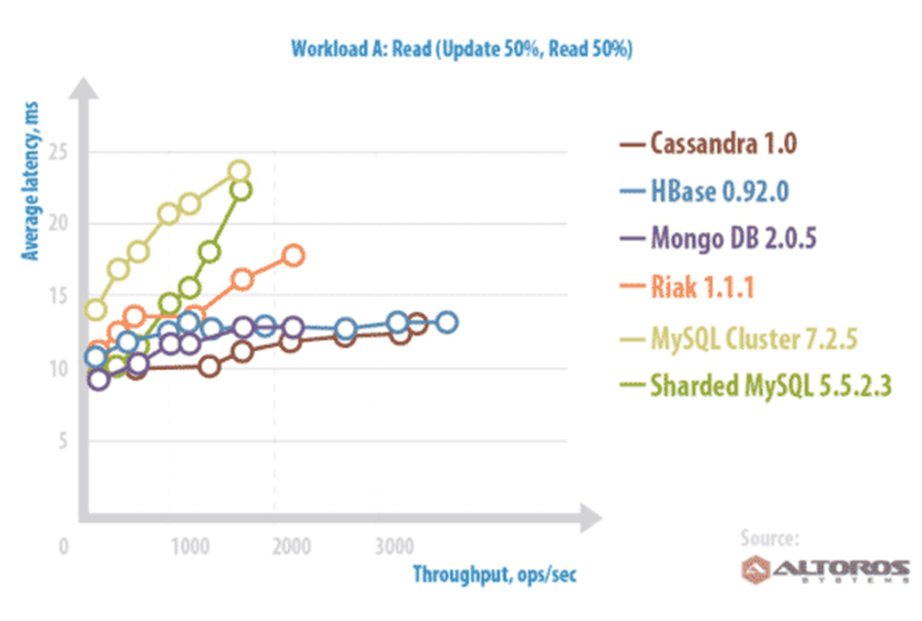 Workload A: Read (Update 50%, Read 50%)
Average latency, ms
25
20
15
10
5
0
1000
2000
3000
Throughput, ops/sec
Cassandra 1.0
HBase 0.92.0
Mongo DB 2.0.5
Riak 1.1.1
MySQL Cluster 7.2.5
Sharded MySQL 5.5.2.3
Source:
ALTOROS
SYSTEMS